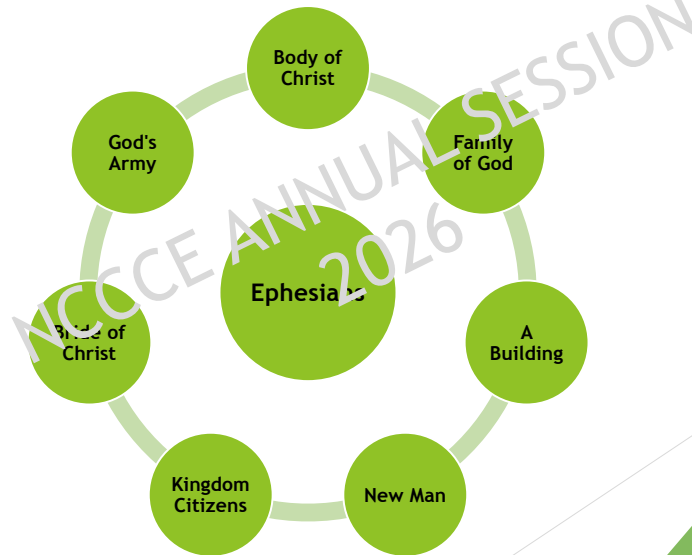 Body of
Christ
God's
Army
Family
of God
Ephesians
Bride of
Christ
A
Building
Kingdom
Citizens
New Man
NCCCE ANNUAL SESSION
2026